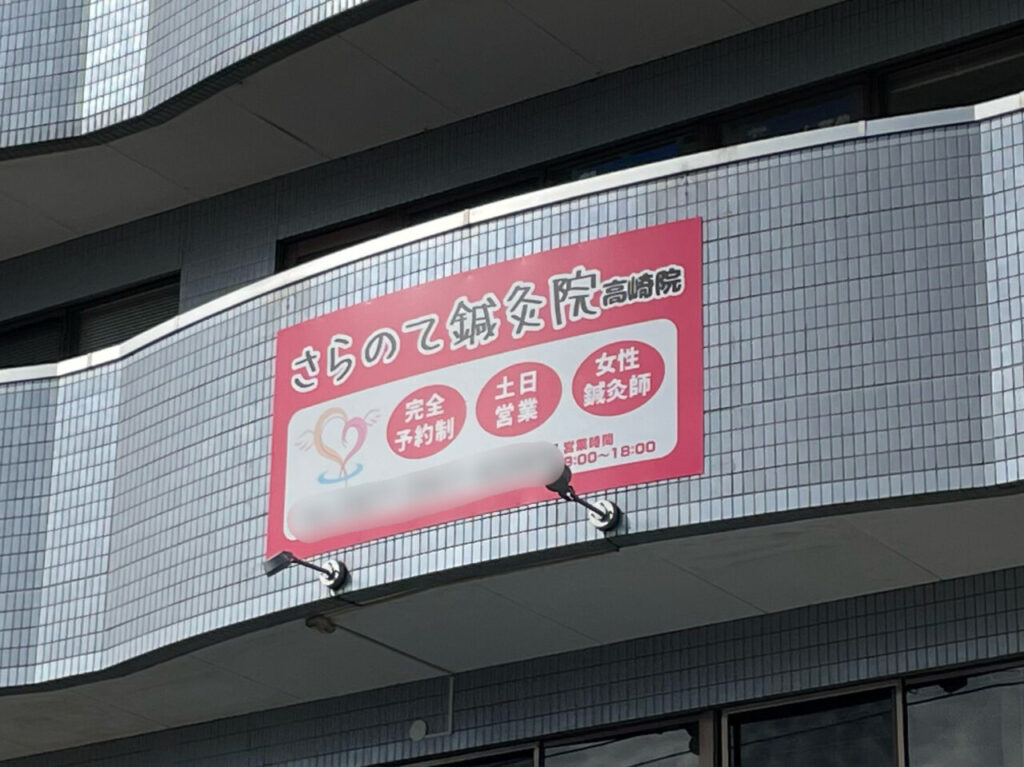 さらのて鍼灸院 高崎院
完全
予約制
土日
営業
女性
鍼灸師
営業時間
:00〜18:00